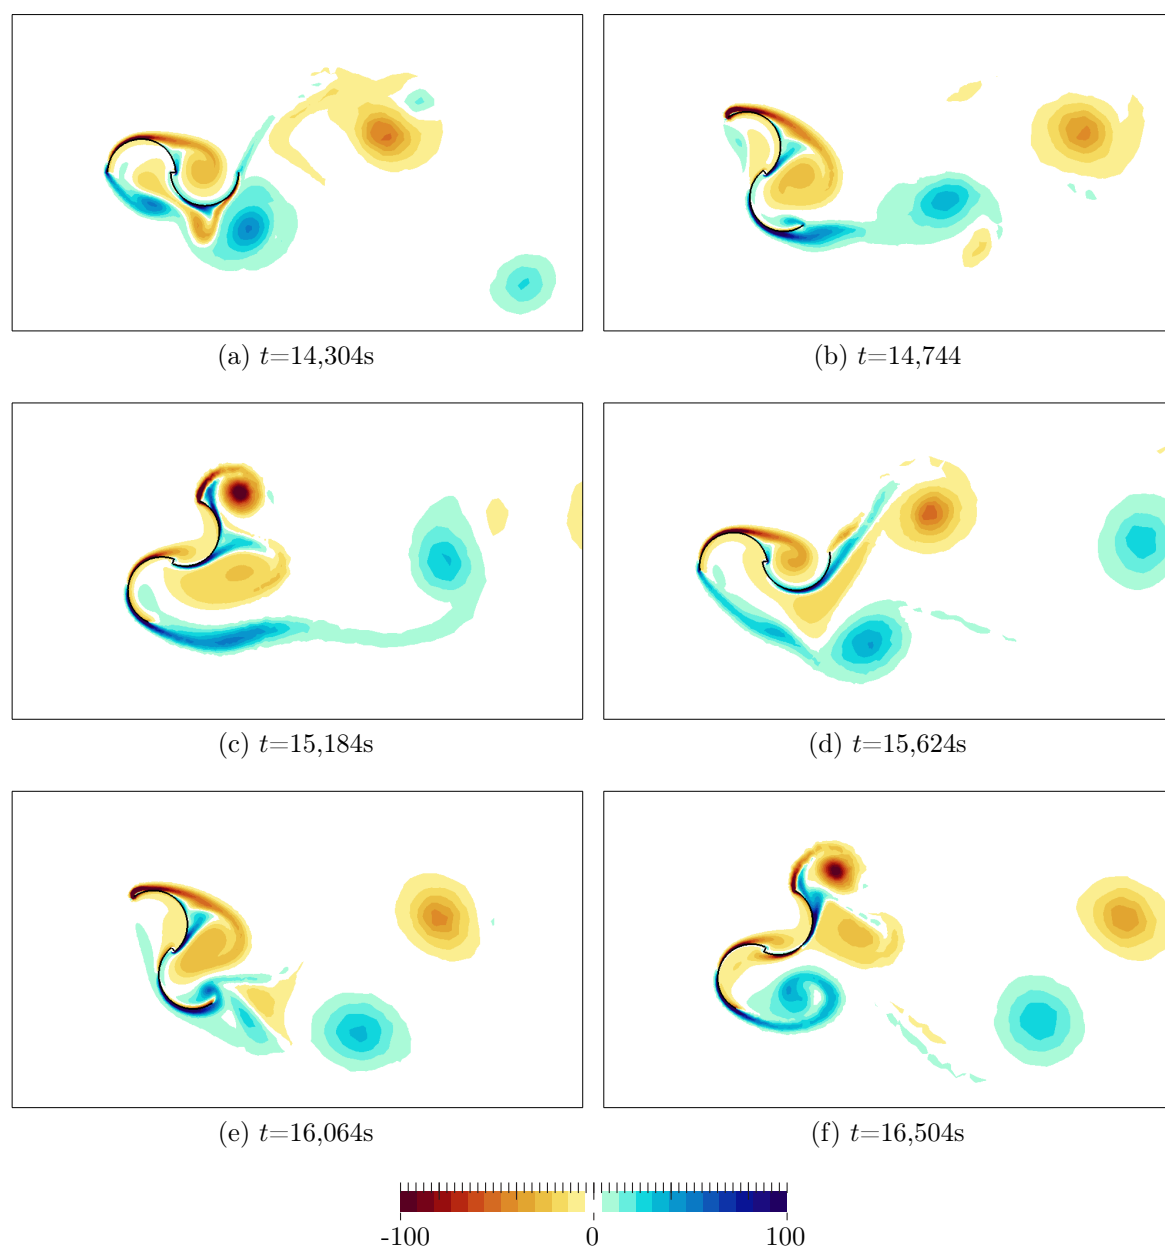 (a) t=14,304s
(b) t=14,744
(c) t=15,184s
(d) t=15,624s
(e) t=16,064s
(f) t=16,504s
-100 0 100